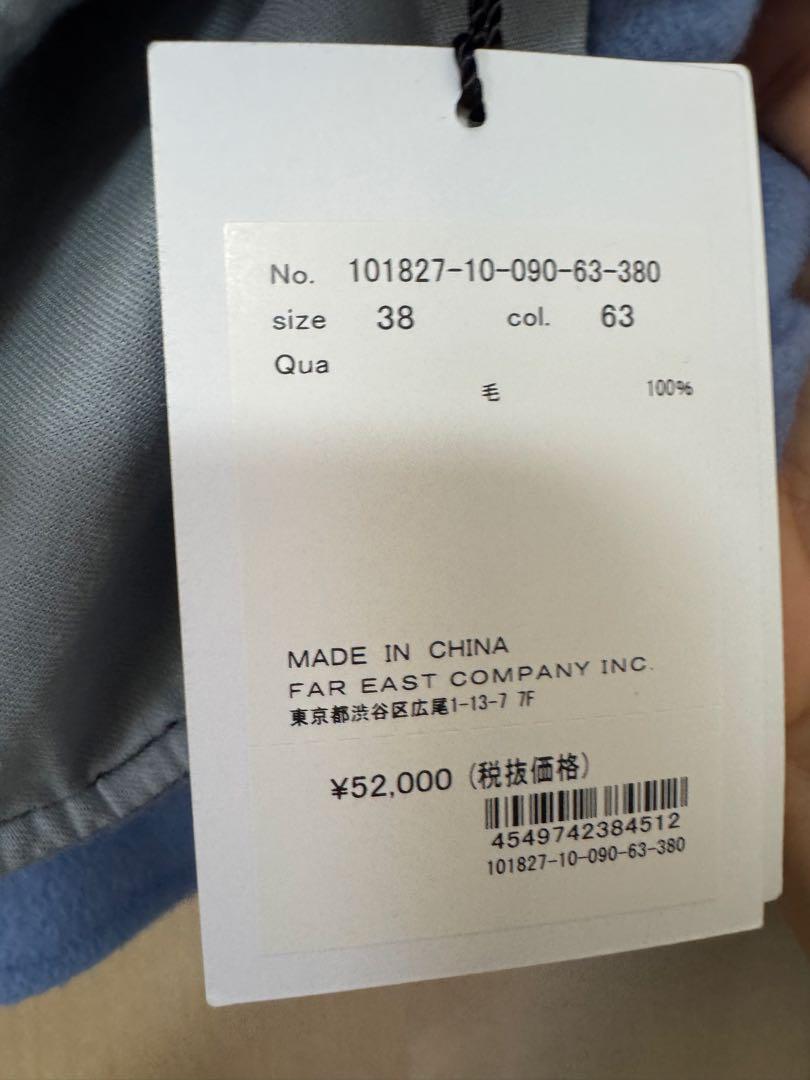 No. 101827-10-090-63-380
size 38 col. 63
Qua
毛 100%
MADE IN CHINA
FAR EAST COMPANY INC.
東京都渋谷区広尾1-13-7 7F
¥52,000 (税抜価格)
4549742384512
101827-10-090-63-380